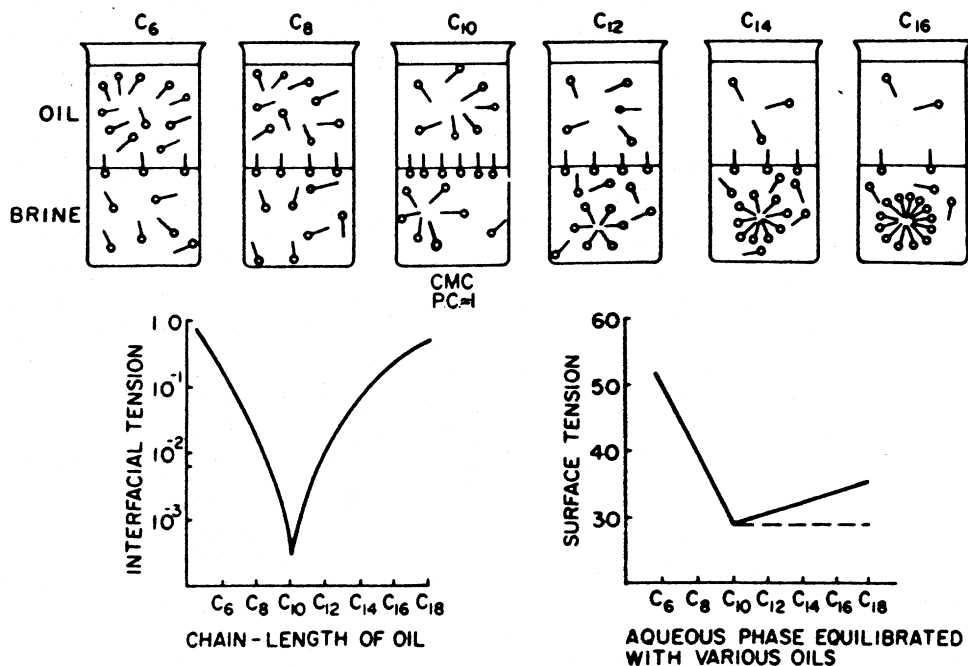 C6 C8 C10 C12 C14 C16
OIL
BRINE
CMC
P.C.≈1
INTERFACIAL TENSION
1 0
10-1
10-2
10-3
C6 C8 C10 C12 C14 C16 C18
CHAIN-LENGTH OF OIL
SURFACE TENSION
60
50
40
30
C6 C8 C10 C12 C14 C16 C18
AQUEOUS PHASE EQUILIBRATED
WITH VARIOUS OILS